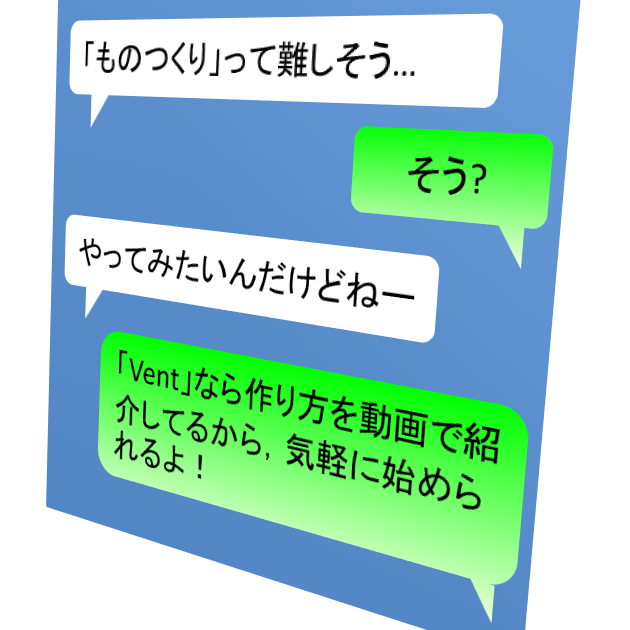 「ものつくり」って難しそう...
そう?
やってみたいんだけどねー
「Vent」なら作り方を動画で紹
介してるから, 気軽に始めら
れるよ！